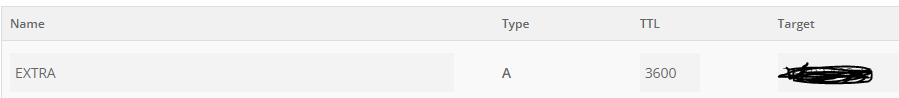 Name Type TTL Target
EXTRA A 3600